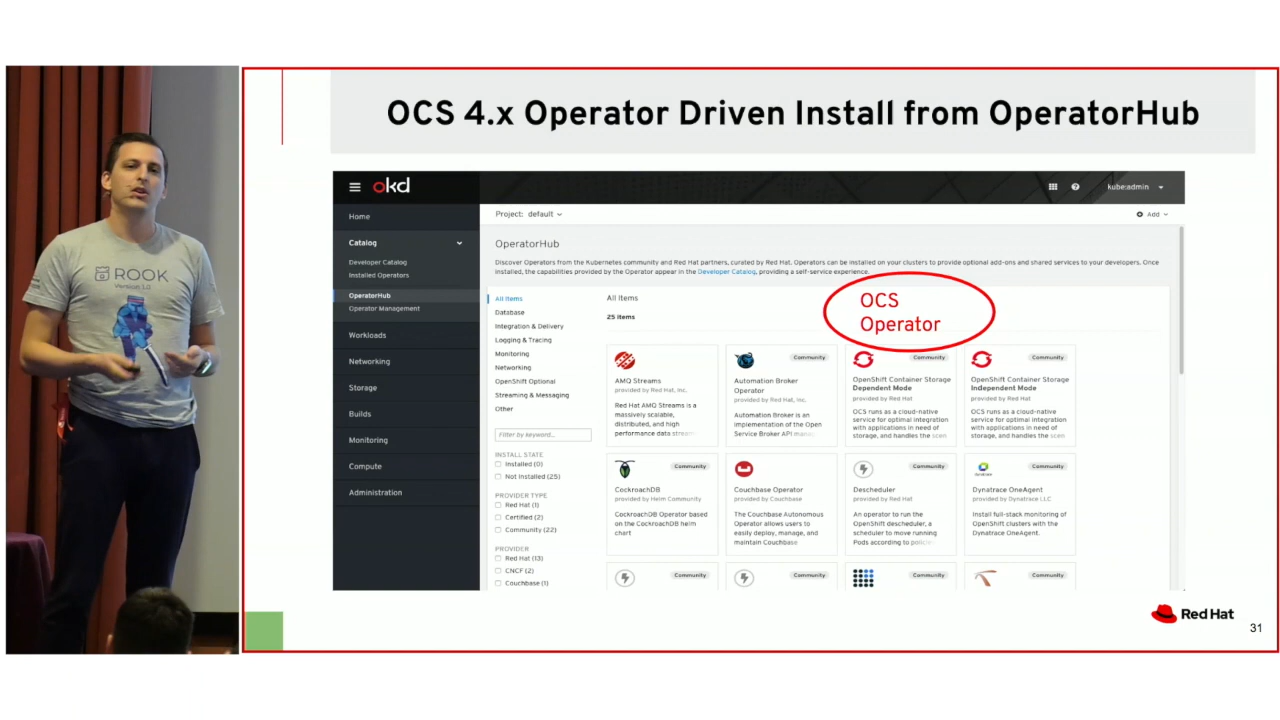 OCS 4.x Operator Driven Install from OperatorHub
ROOK
Version 1.0
okd
kube:admin
Home
Catalog
Developer Catalog
Installed Operators
OperatorHub
Operator Management
Workloads
Networking
Storage
Builds
Monitoring
Compute
Administration
Project: default
Add
OperatorHub
Discover Operators from the Kubernetes community and Red Hat partners, curated by Red Hat. Operators can be installed on your clusters to provide optional add-ons and shared services to your developers. Once
installed, the capabilities provided by the Operator appear in the Developer Catalog, providing a self-service experience.
All Items
Database
Integration & Delivery
Logging & Tracing
Monitoring
Networking
OpenShift Optional
Streaming & Messaging
Other
Filter by keyword...
INSTALL STATE
Installed (0)
Not Installed (25)
PROVIDER TYPE
Red Hat (1)
Certified (2)
Community (22)
PROVIDER
Red Hat (13)
CNCF (2)
Couchbase (1)
All Items
25 items
OCS
Operator
AMQ Streams
provided by Red Hat, Inc.
Red Hat AMQ Streams is a
massively scalable,
distributed, and high
performance data stream
Community
Automation Broker
Operator
provided by Red Hat, Inc.
Automation Broker is an
implementation of the Open
Service Broker API mana
Community
OpenShift Container Storage
Dependent Mode
provided by Red Hat
OCS runs as a cloud-native
service for optimal integration
with applications in need of
storage, and handles the scen
Community
OpenShift Container Storage
Independent Mode
provided by Red Hat
OCS runs as a cloud-native
service for optimal integration
with applications in need of
storage, and handles the scen
Community
CockroachDB
provided by Helm Community
CockroachDB Operator based
on the CockroachDB helm
chart
Community
Couchbase Operator
provided by Couchbase
The Couchbase Autonomous
Operator allows users to
easily deploy, manage, and
maintain Couchbase
Community
Descheduler
provided by Red Hat
An operator to run the
OpenShift descheduler, a
scheduler to move running
Pods according to policies
Community
dynatrace
Dynatrace OneAgent
provided by Dynatrace LLC
Install full-stack monitoring of
OpenShift clusters with the
Dynatrace OneAgent.
Community
Community
Community
Community
Red Hat
31